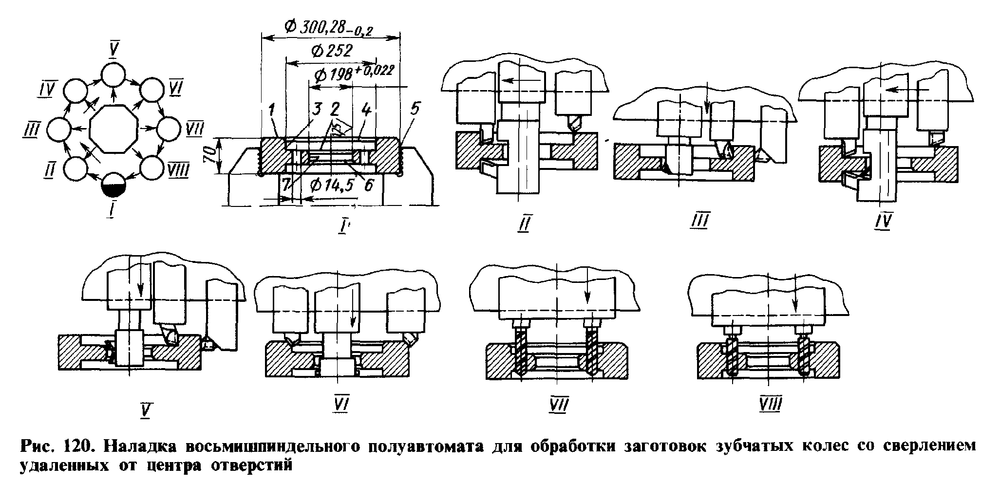 V
IV
VI
III
VII
II
VIII
I
Ø 300,28−0,2
Ø 252
Ø 198+0,022
1 3 2 4 5
1,25
70
7 Ø 14,5 6
I
II
III
IV
V
VI
VII
VIII
Рис. 120. Наладка восьмишпиндельного полуавтомата для обработки заготовок зубчатых колес со сверлением
удаленных от центра отверстий